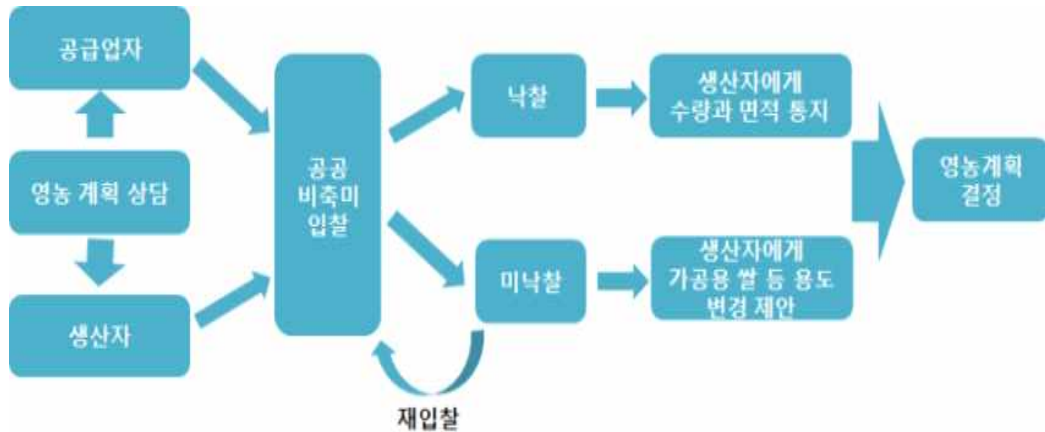 공급업자
영농 계획 상담
생산자
공공
비축미
입찰
낙찰
미낙찰
재입찰
생산자에게
수량과 면적 통지
생산자에게
가공용 쌀 등 용도
변경 제안
영농계획
결정